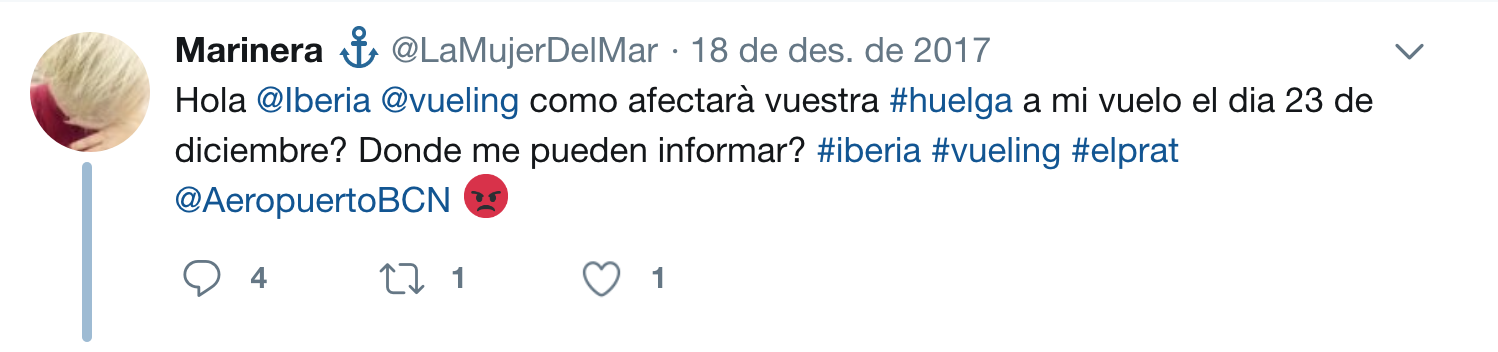 Marinera ⚓ @LaMujerDelMar · 18 de des. de 2017
Hola @Iberia @vueling como afectarà vuestra #huelga a mi vuelo el dia 23 de
diciembre? Donde me pueden informar? #iberia #vueling #elprat
@AeropuertoBCN 😡
4 1 1